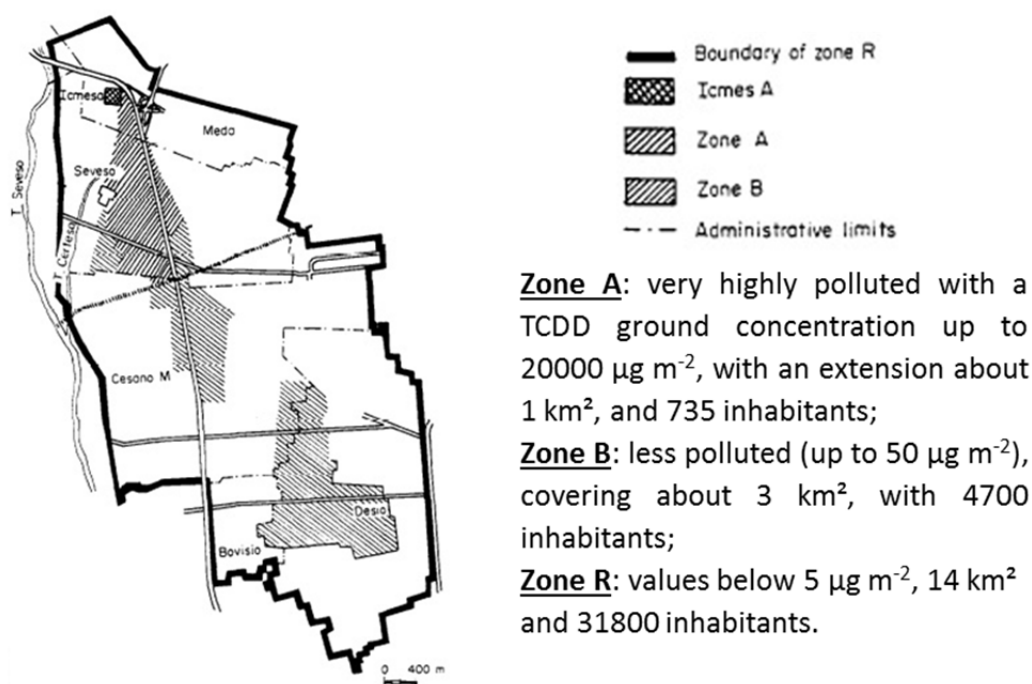 Icmesa
Meda
Seveso
T. Seveso
T. Certesa
Cesano M
Desio
Bovisio
0 400 m
Boundary of zone R
Icmes A
Zone A
Zone B
Administrative limits
Zone A: very highly polluted with a
TCDD ground concentration up to
20000 µg m-2, with an extension about
1 km², and 735 inhabitants;
Zone B: less polluted (up to 50 µg m-2),
covering about 3 km², with 4700
inhabitants;
Zone R: values below 5 µg m-2, 14 km²
and 31800 inhabitants.